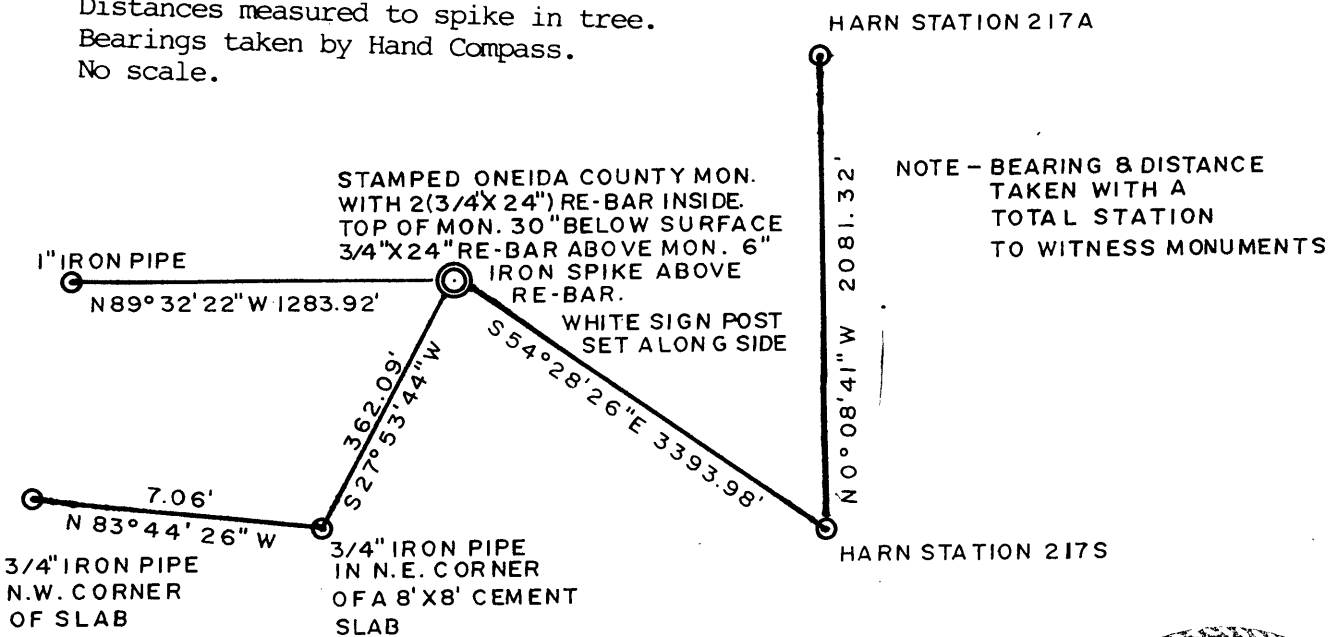 Distances measured to spike in tree.
Bearings taken by Hand Compass.
No scale.
HARN STATION 217A
STAMPED ONEIDA COUNTY MON.
WITH 2(3/4"X 24") RE-BAR INSIDE.
TOP OF MON. 30" BELOW SURFACE
3/4"X 24" RE-BAR ABOVE MON. 6"
IRON SPIKE ABOVE
RE-BAR.
WHITE SIGN POST
SET ALONG SIDE
NOTE – BEARING & DISTANCE
TAKEN WITH A
TOTAL STATION
TO WITNESS MONUMENTS
1" IRON PIPE
N89°32'22"W 1283.92'
362.09'
S27°53'44"W
S 54°28'26"E 3393.98'
N 0°08'41"W 2081.32'
7.06'
N 83°44'26" W
3/4" IRON PIPE
N.W. CORNER
OF SLAB
3/4" IRON PIPE
IN N.E. CORNER
OF A 8'X8' CEMENT
SLAB
HARN STATION 217S